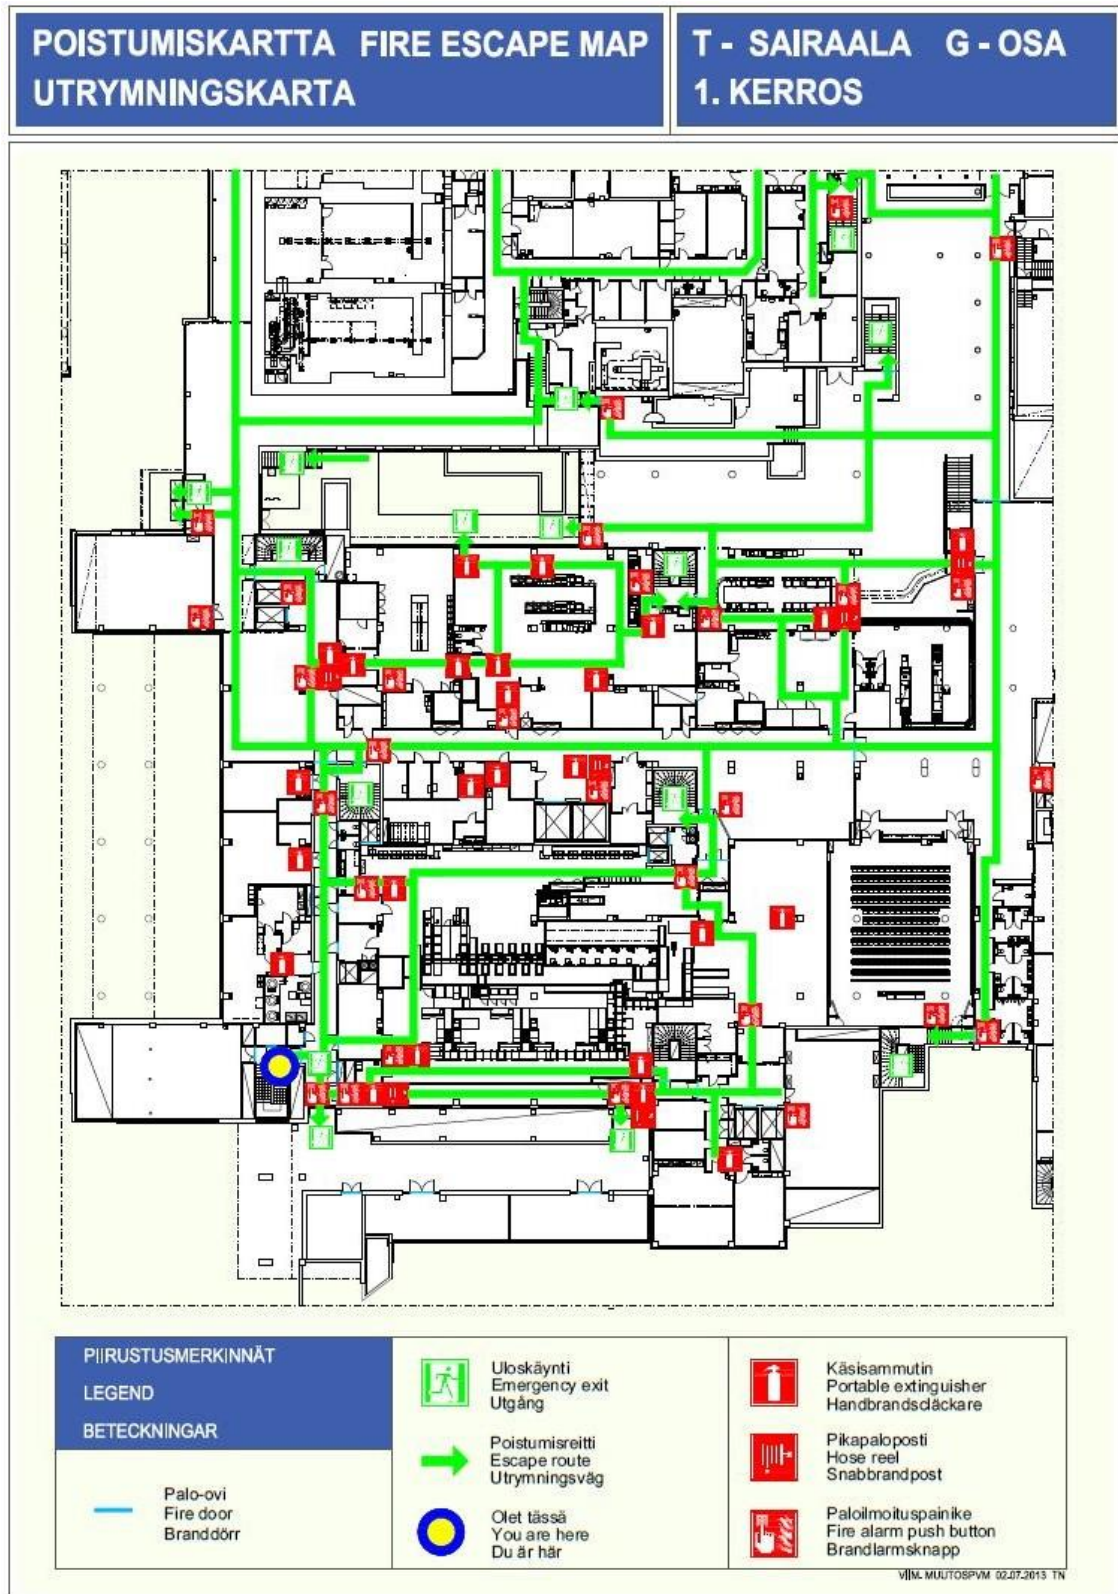 POISTUMISKARTTA FIRE ESCAPE MAP
UTRYMNINGSKARTA
T - SAIRAALA G - OSA
1. KERROS
PIIRUSTUSMERKINNÄT
LEGEND
BETECKNINGAR
Palo-ovi
Fire door
Branddörr
Uloskäynti
Emergency exit
Utgång
Poistumisreitti
Escape route
Utrymningsväg
Olet tässä
You are here
Du är här
Käsisammutin
Portable extinguisher
Handbrandscläckare
Pikapaloposti
Hose reel
Snabbrandpost
Paloilmoituspainike
Fire alarm push button
Brandlarmsknapp
VIIM. MUUTOSPVM 02-07-2013 TN